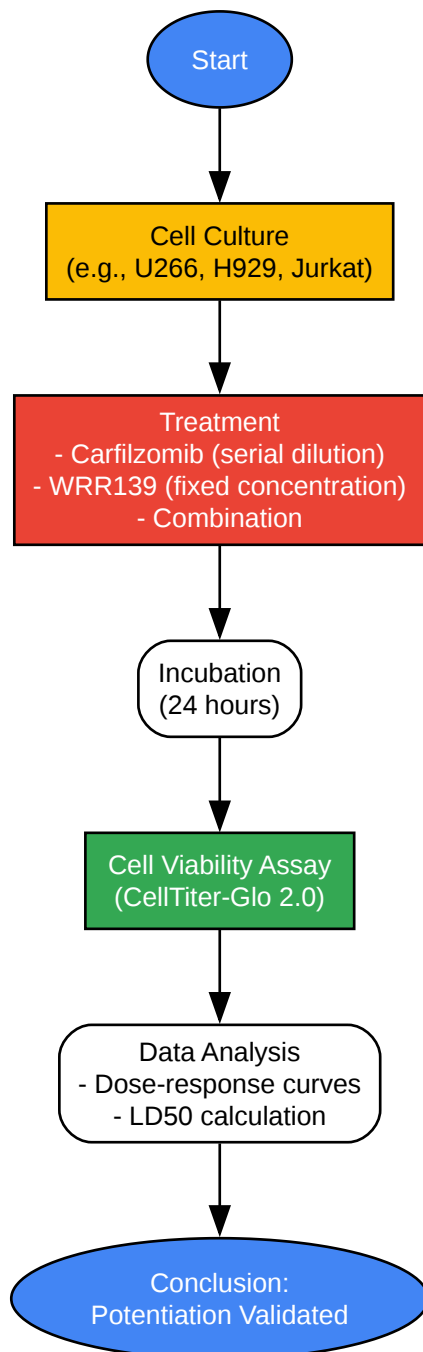 Start
Cell Culture
(e.g., U266, H929, Jurkat)
Treatment
- Carfilzomib (serial dilution)
- WRR139 (fixed concentration)
- Combination
Incubation
(24 hours)
Cell Viability Assay
(CellTiter-Glo 2.0)
Data Analysis
- Dose-response curves
- LD50 calculation
Conclusion:
Potentiation Validated